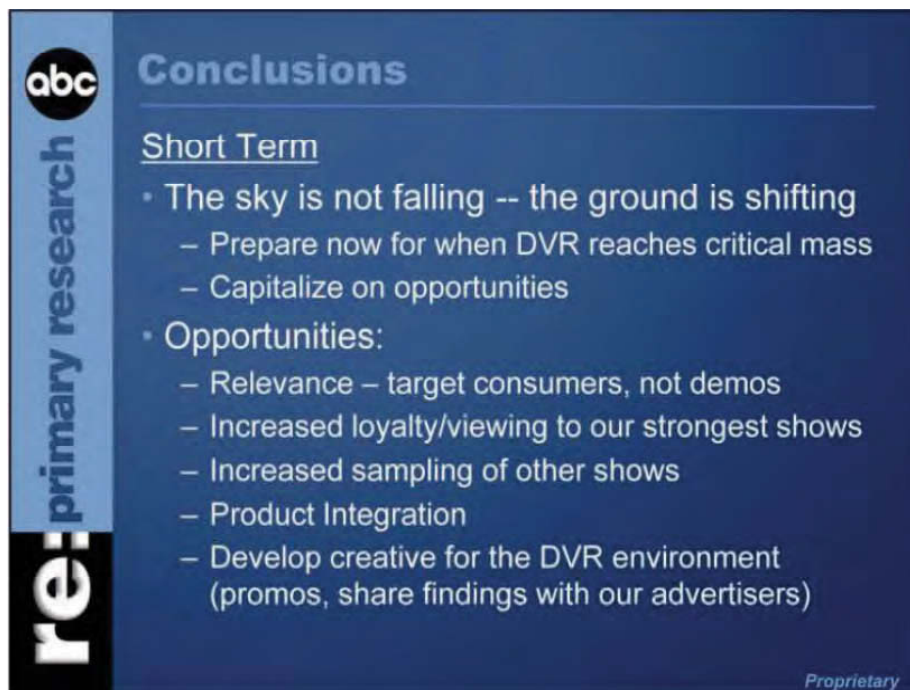 abc
Conclusions
re: primary research
Short Term
• The sky is not falling -- the ground is shifting
– Prepare now for when DVR reaches critical mass
– Capitalize on opportunities
• Opportunities:
– Relevance – target consumers, not demos
– Increased loyalty/viewing to our strongest shows
– Increased sampling of other shows
– Product Integration
– Develop creative for the DVR environment
(promos, share findings with our advertisers)
Proprietary